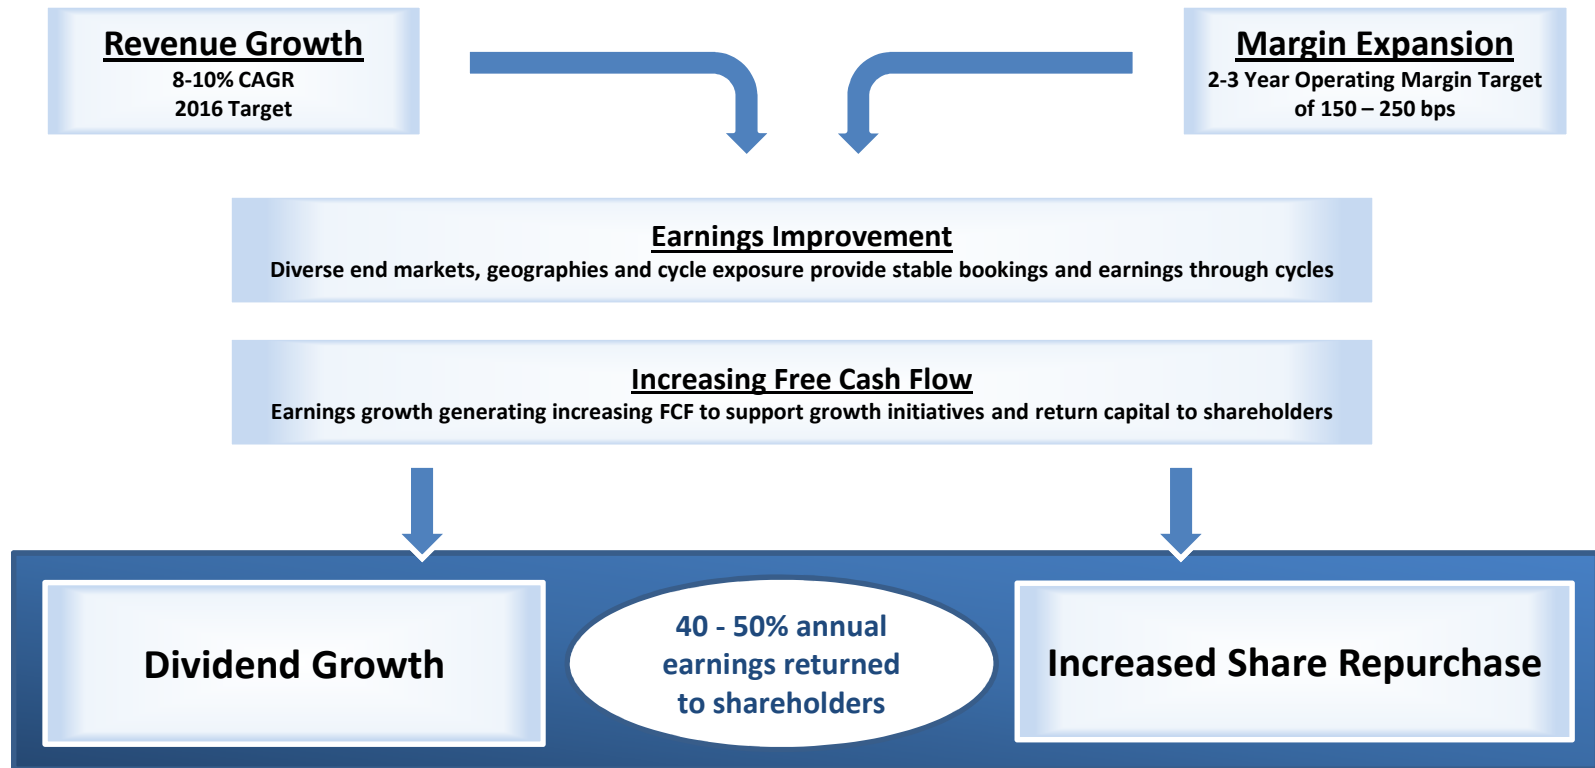 Revenue Growth
8-10% CAGR
2016 Target
Margin Expansion
2-3 Year Operating Margin Target
of 150 – 250 bps
Earnings Improvement
Diverse end markets, geographies and cycle exposure provide stable bookings and earnings through cycles
Increasing Free Cash Flow
Earnings growth generating increasing FCF to support growth initiatives and return capital to shareholders
Dividend Growth
40 - 50% annual
earnings returned
to shareholders
Increased Share Repurchase